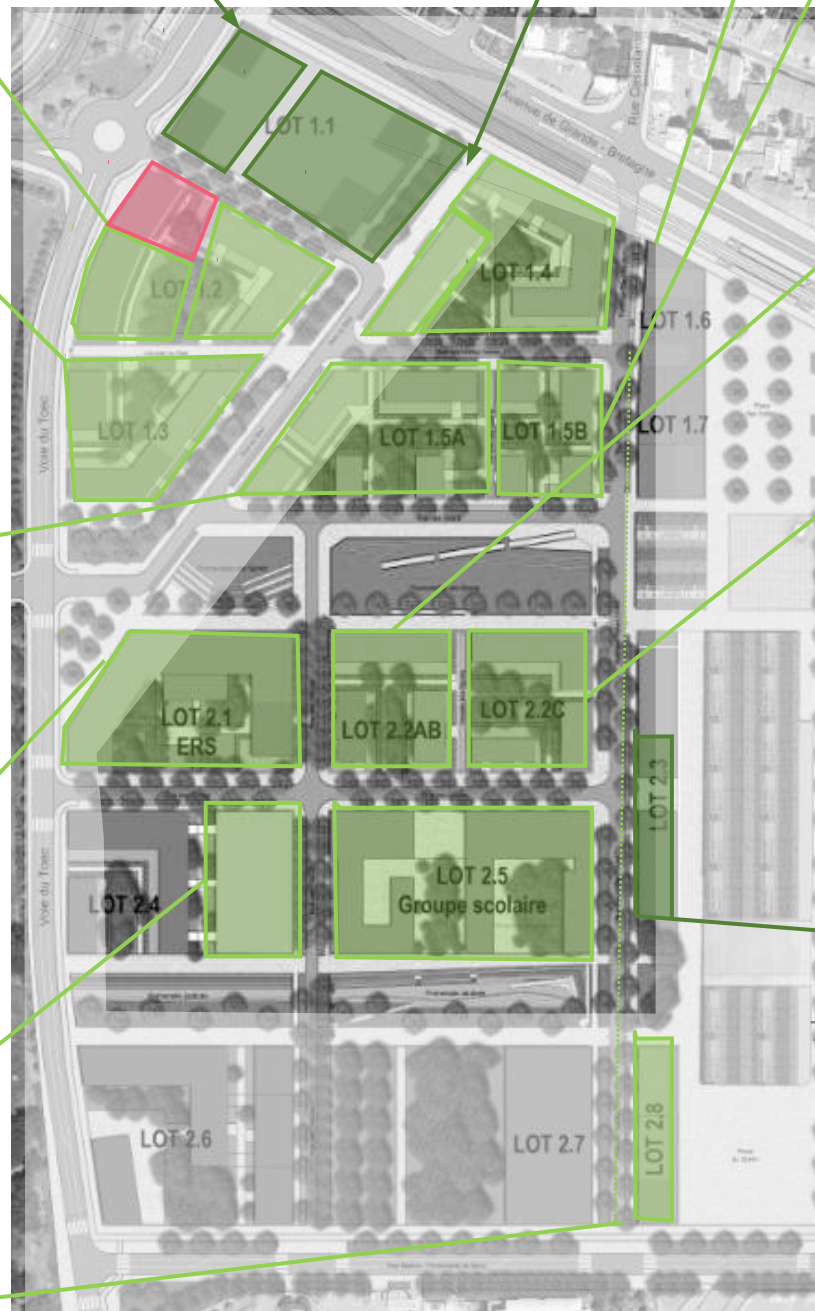 Avenue de Grande - Bretagne
Rue Casselardit
LOT 1.1
LOT 1.2
LOT 1.4
LOT 1.6
LOT 1.3
LOT 1.5A
LOT 1.5B
LOT 1.7
Voie du Toec
LOT 2.1
ERS
LOT 2.2AB
LOT 2.2C
LOT 2.3
LOT 2.4
LOT 2.5
Groupe scolaire
Voie du Toec
LOT 2.6
LOT 2.7
LOT 2.8